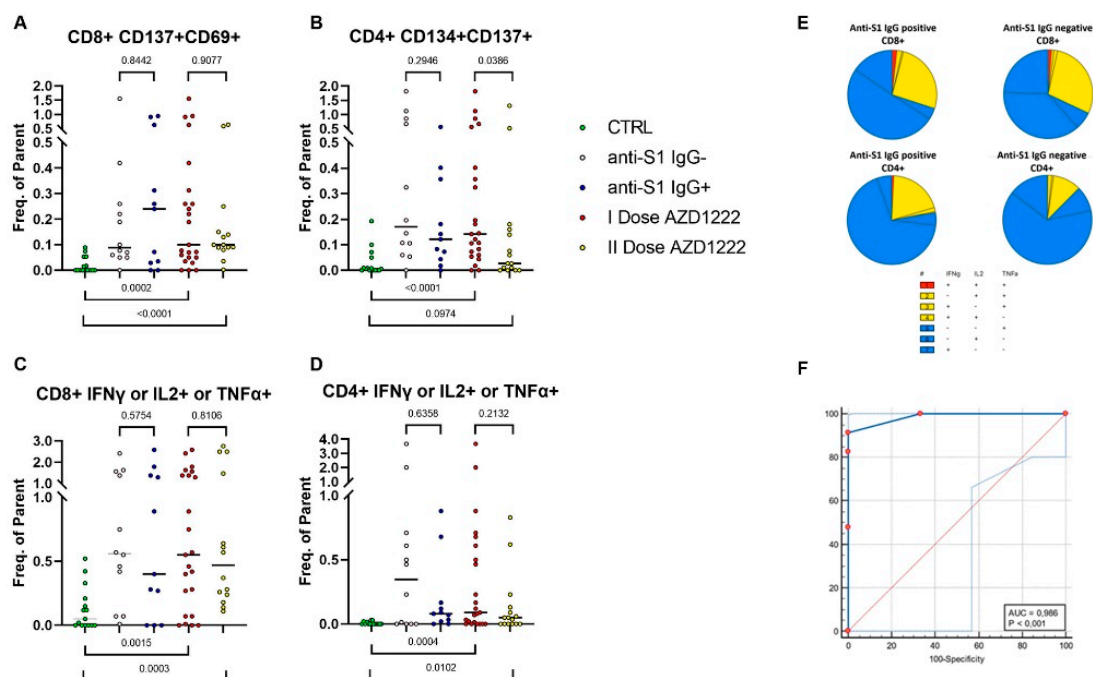 A
CD8+ CD137+CD69+
0.8442
0.9077
2.0
1.5
1.0
0.5
0.5
0.4
0.3
0.2
0.1
0.0
Freq. of Parent
0.0002
<0.0001
B
CD4+ CD134+CD137+
0.2946
0.0386
2.0
1.5
1.0
0.5
0.5
0.4
0.3
0.2
0.1
0.0
Freq. of Parent
<0.0001
0.0974
CTRL
anti-S1 IgG-
anti-S1 IgG+
I Dose AZD1222
II Dose AZD1222
C
CD8+ IFNγ or IL2+ or TNFα+
0.5754
0.8106
3.0
2.0
1.0
1.0
0.5
0.0
Freq. of Parent
0.0015
0.0003
D
CD4+ IFNγ or IL2+ or TNFα+
0.6358
0.2132
4.0
3.0
2.0
1.0
1.0
0.5
0.0
Freq. of Parent
0.0004
0.0102
E
Anti-S1 IgG positive
CD8+
Anti-S1 IgG negative
CD8+
Anti-S1 IgG positive
CD4+
Anti-S1 IgG negative
CD4+
# IFNg IL2 TNFa
+ + +
2 - + +
3 + - +
4 + + -
- - +
- + -
+ - -
F
100
80
60
40
20
0
0 20 40 60 80 100
100-Specificity
AUC = 0,986
P < 0,001